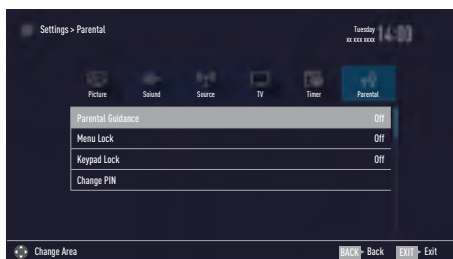 Settings > Parental
Tuesday
xx xxx xxxx
14:00
Picture Soiund Source TV Timer Parental
Parental Guidance Off
Menu Lock Off
Keypad Lock Off
Change PIN
Change Area BACK Back EXIT Exit